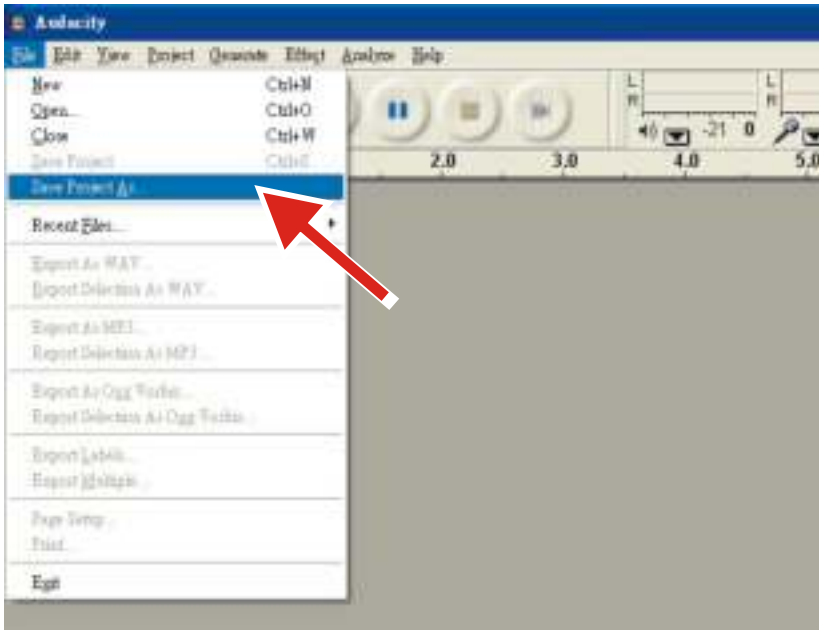 Audacity
File Edit View Project Generate Effect Analyze Help
New Ctrl+N
Open... Ctrl+O
Close Ctrl+W
Save Project Ctrl+S
Save Project As...
Recent Files...
Export As WAV...
Export Selection As WAV...
Export As MP3...
Export Selection As MP3...
Export As Ogg Vorbis...
Export Selection As Ogg Vorbis...
Export Labels...
Export Multiple...
Page Setup...
Print...
Exit
L
R
L
R
-21 0
2.0 3.0 4.0 5.0